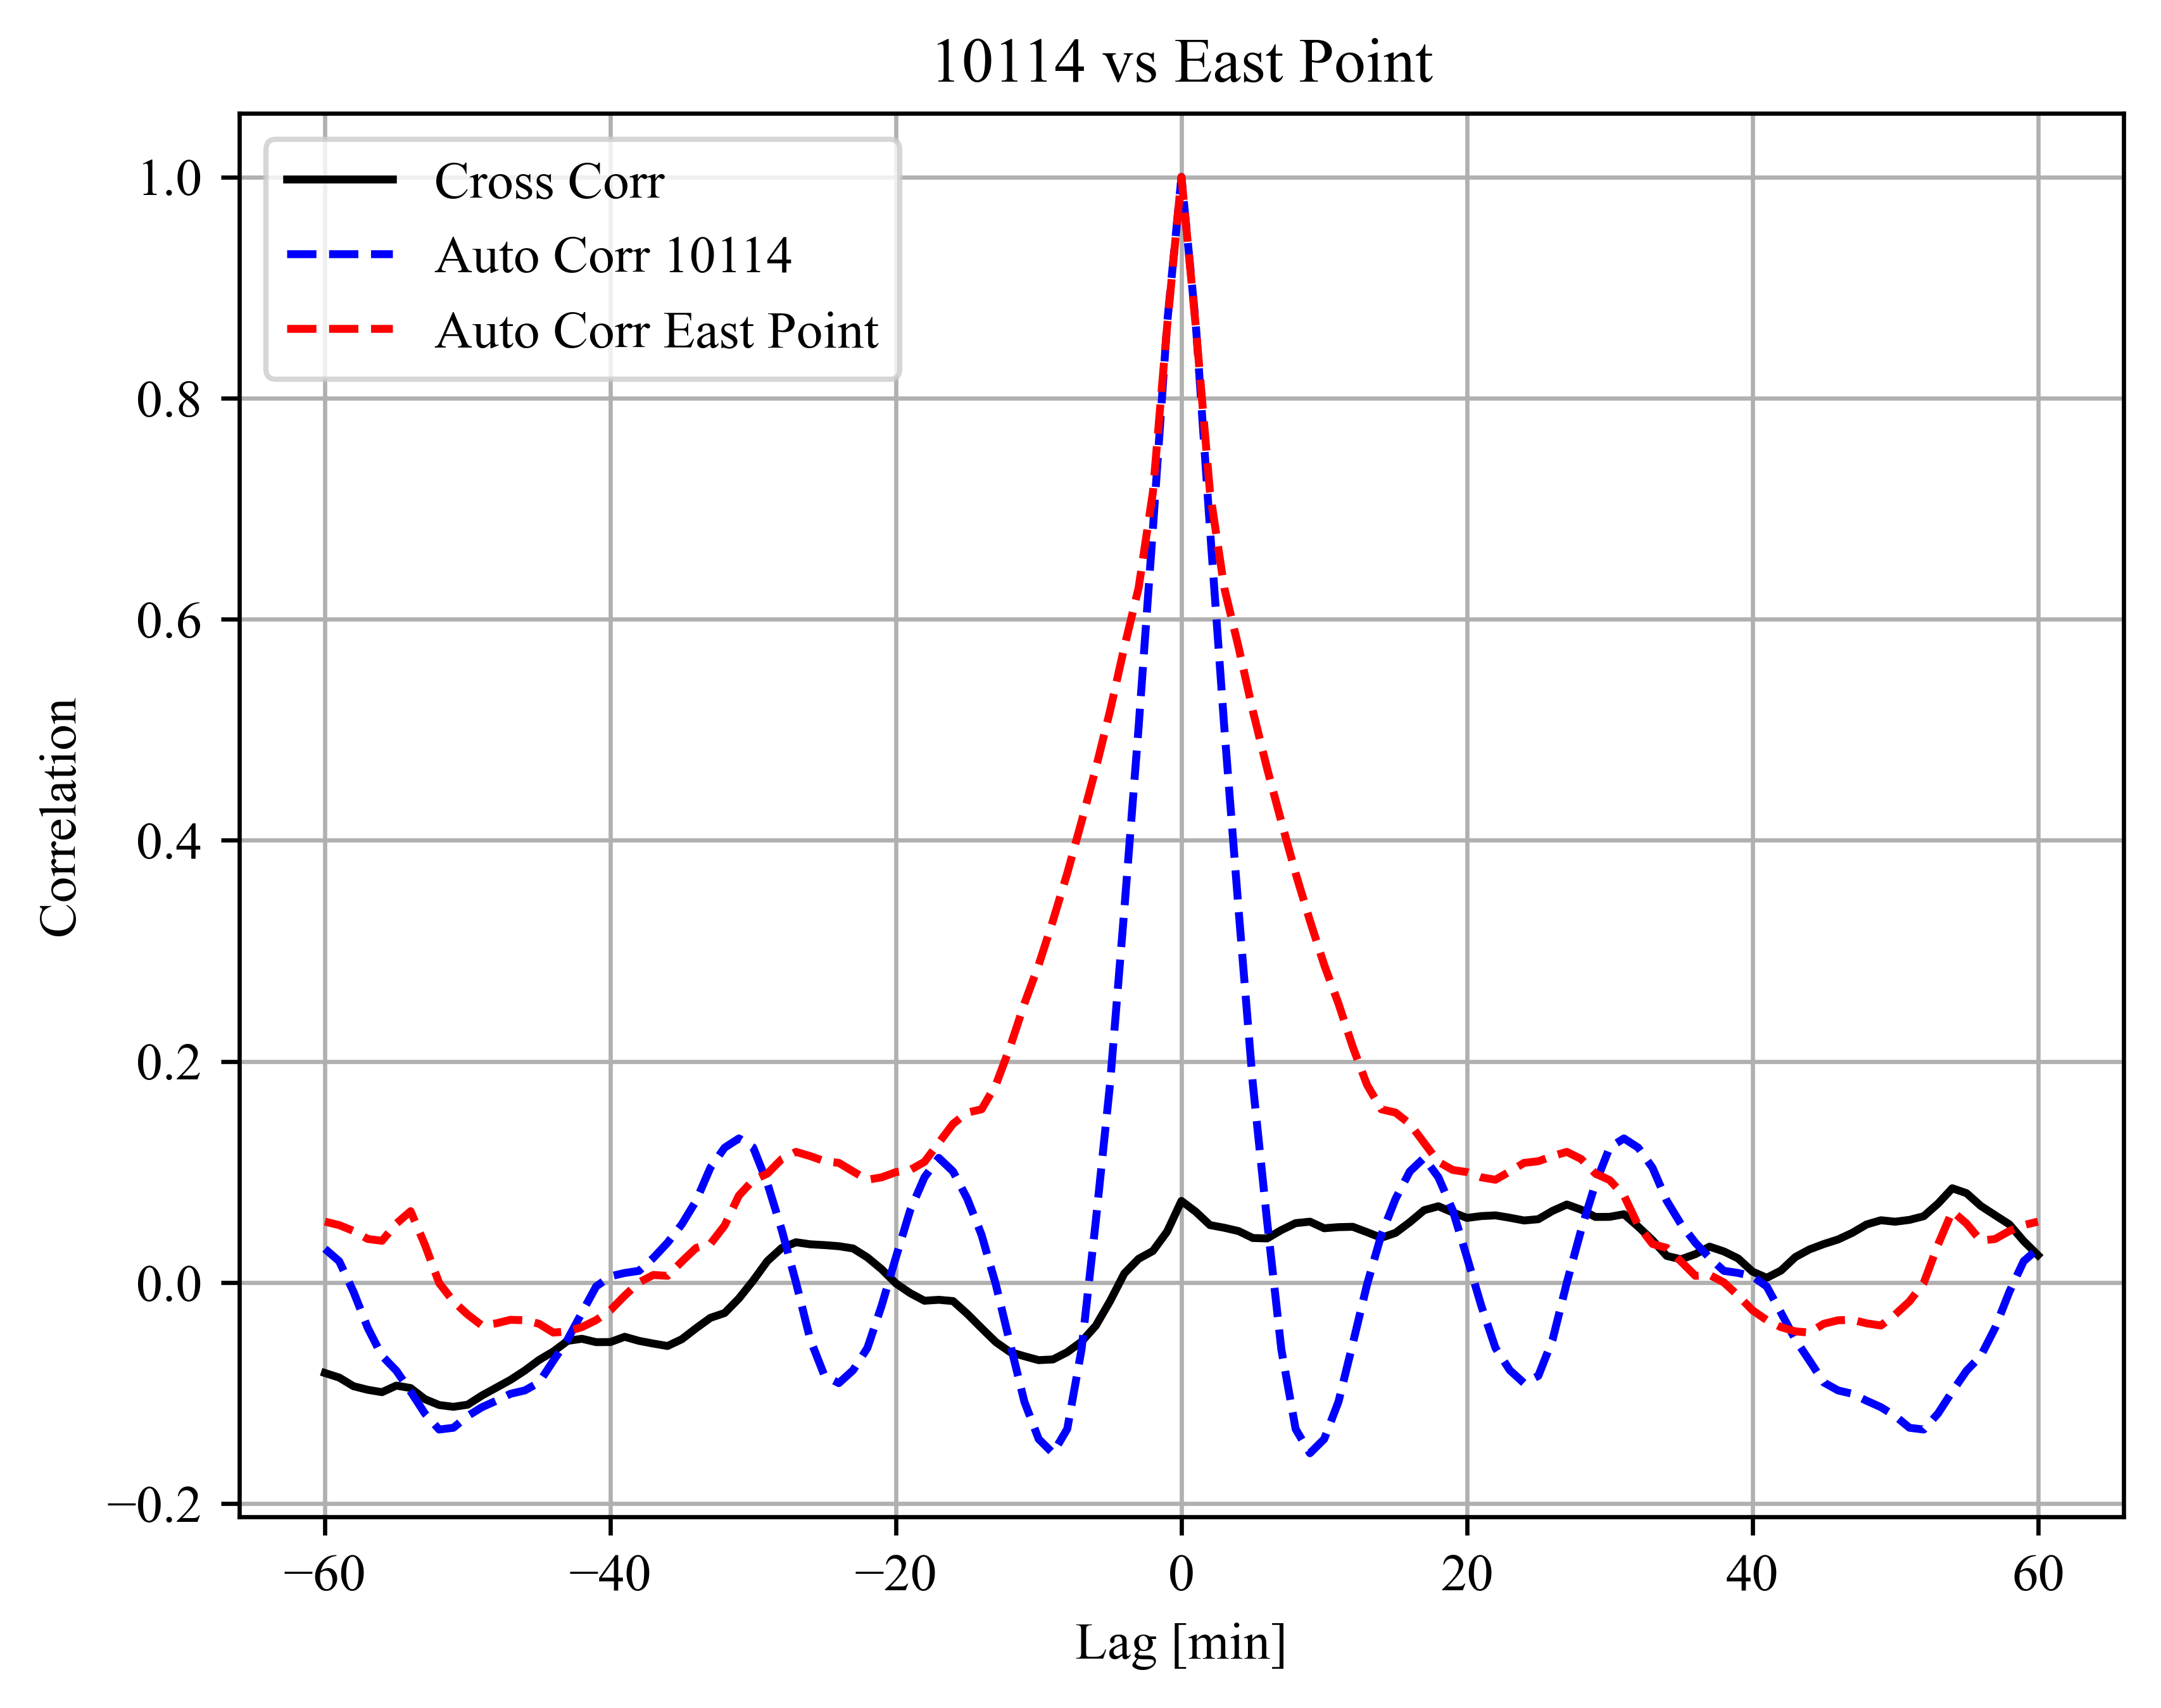 10114 vs East Point
Cross Corr
Auto Corr 10114
Auto Corr East Point
1.0
0.8
0.6
0.4
0.2
0.0
−0.2
Correlation
−60
−40
−20
0
20
40
60
Lag [min]